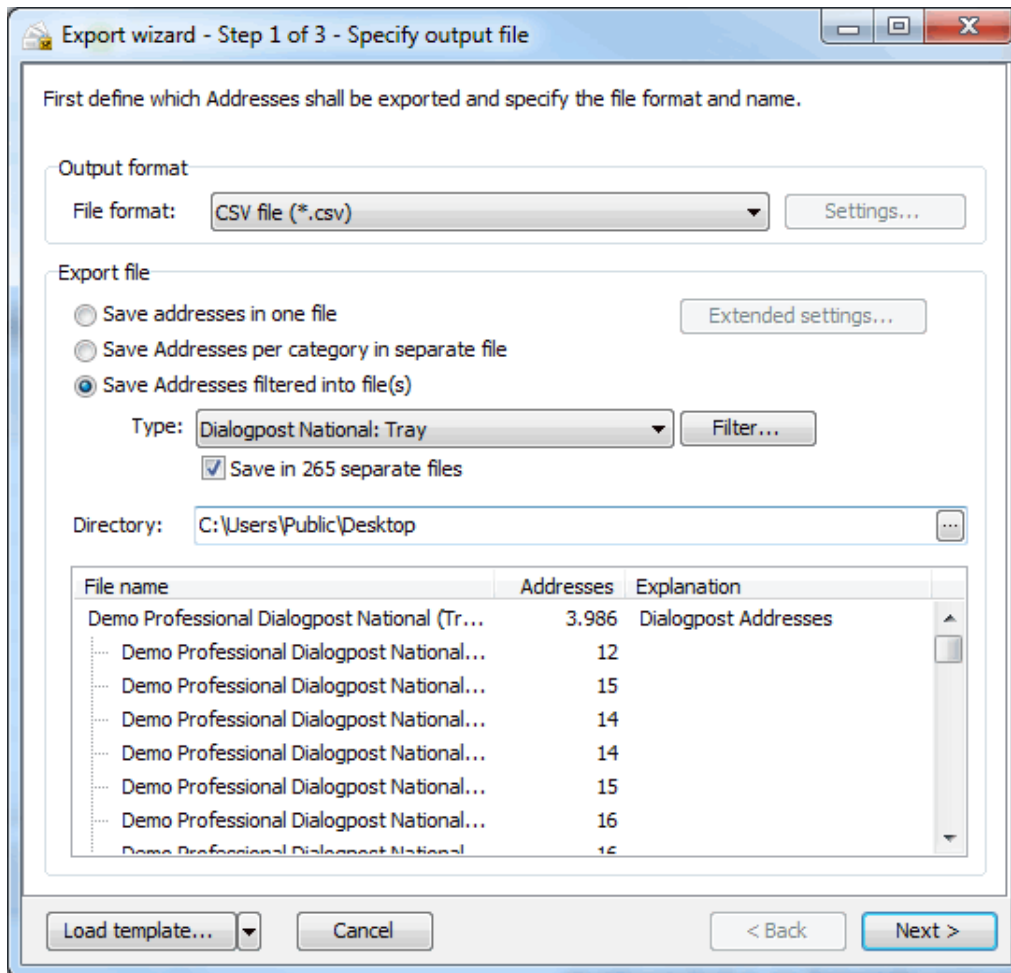 Export wizard - Step 1 of 3 - Specify output file
First define which Addresses shall be exported and specify the file format and name.
Output format
File format: CSV file (*.csv) Settings...
Export file
Save addresses in one file Extended settings...
Save Addresses per category in separate file
Save Addresses filtered into file(s)
Type: Dialogpost National: Tray Filter...
Save in 265 separate files
Directory: C:\Users\Public\Desktop ...
File name Addresses Explanation
Demo Professional Dialogpost National (Tr... 3.986 Dialogpost Addresses
Demo Professional Dialogpost National... 12
Demo Professional Dialogpost National... 15
Demo Professional Dialogpost National... 14
Demo Professional Dialogpost National... 14
Demo Professional Dialogpost National... 15
Demo Professional Dialogpost National... 16
Demo Professional Dialogpost National... 16
Load template... Cancel < Back Next >